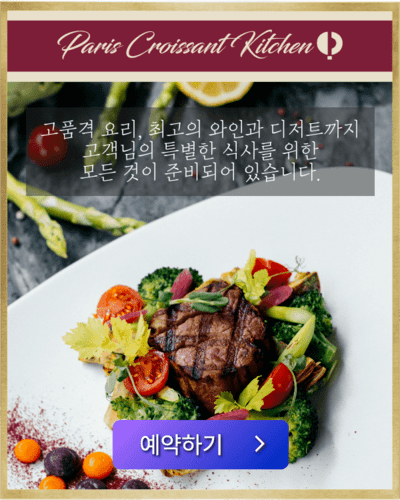 Paris Croissant Kitchen
고품격 요리, 최고의 와인과 디저트까지
고객님의 특별한 식사를 위한
모든 것이 준비되어 있습니다.
예약하기 >